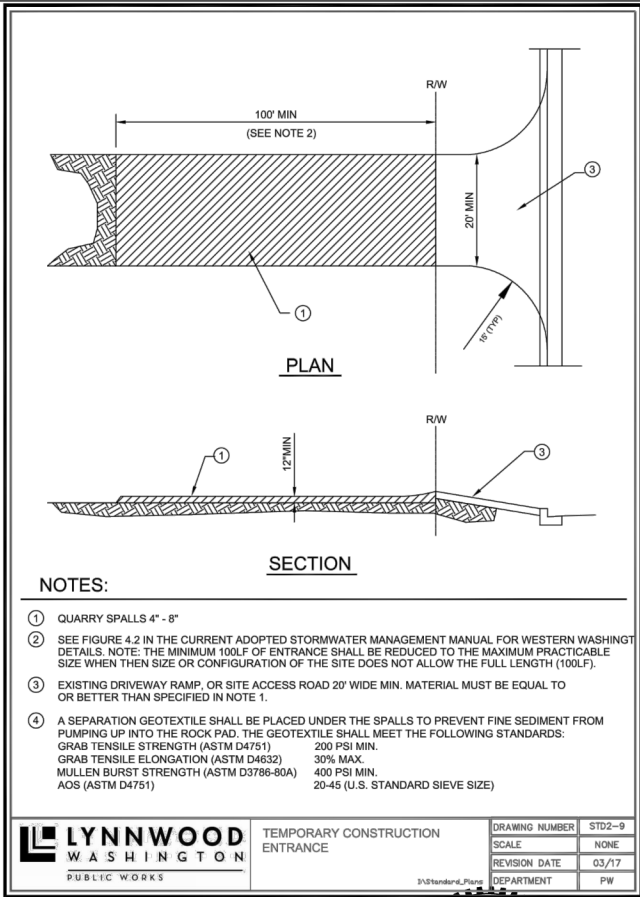 R/W
100' MIN
(SEE NOTE 2)
20' MIN
3
1
15' (TYP)
PLAN
R/W
1
12"MIN
3
SECTION
NOTES:
1 QUARRY SPALLS 4" - 8"
2 SEE FIGURE 4.2 IN THE CURRENT ADOPTED STORMWATER MANAGEMENT MANUAL FOR WESTERN WASHINGT
DETAILS. NOTE: THE MINIMUM 100LF OF ENTRANCE SHALL BE REDUCED TO THE MAXIMUM PRACTICABLE
SIZE WHEN THEN SIZE OR CONFIGURATION OF THE SITE DOES NOT ALLOW THE FULL LENGTH (100LF).
3 EXISTING DRIVEWAY RAMP, OR SITE ACCESS ROAD 20' WIDE MIN. MATERIAL MUST BE EQUAL TO
OR BETTER THAN SPECIFIED IN NOTE 1.
4 A SEPARATION GEOTEXTILE SHALL BE PLACED UNDER THE SPALLS TO PREVENT FINE SEDIMENT FROM
PUMPING UP INTO THE ROCK PAD. THE GEOTEXTILE SHALL MEET THE FOLLOWING STANDARDS:
GRAB TENSILE STRENGTH (ASTM D4751) 200 PSI MIN.
GRAB TENSILE ELONGATION (ASTM D4632) 30% MAX.
MULLEN BURST STRENGTH (ASTM D3786-80A) 400 PSI MIN.
AOS (ASTM D4751) 20-45 (U.S. STANDARD SIEVE SIZE)
LYNNWOOD
WASHINGTON
PUBLIC WORKS
TEMPORARY CONSTRUCTION
ENTRANCE
I:\Standard_Plans
DRAWING NUMBER STD2-9
SCALE NONE
REVISION DATE 03/17
DEPARTMENT PW